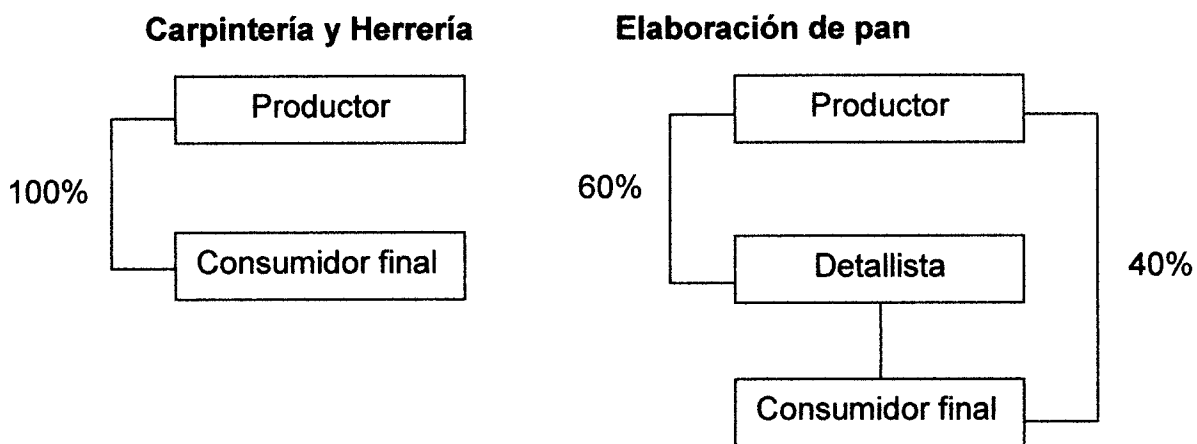 Carpintería y Herrería
Productor
100%
Consumidor final
Elaboración de pan
Productor
60%
Detallista
40%
Consumidor final